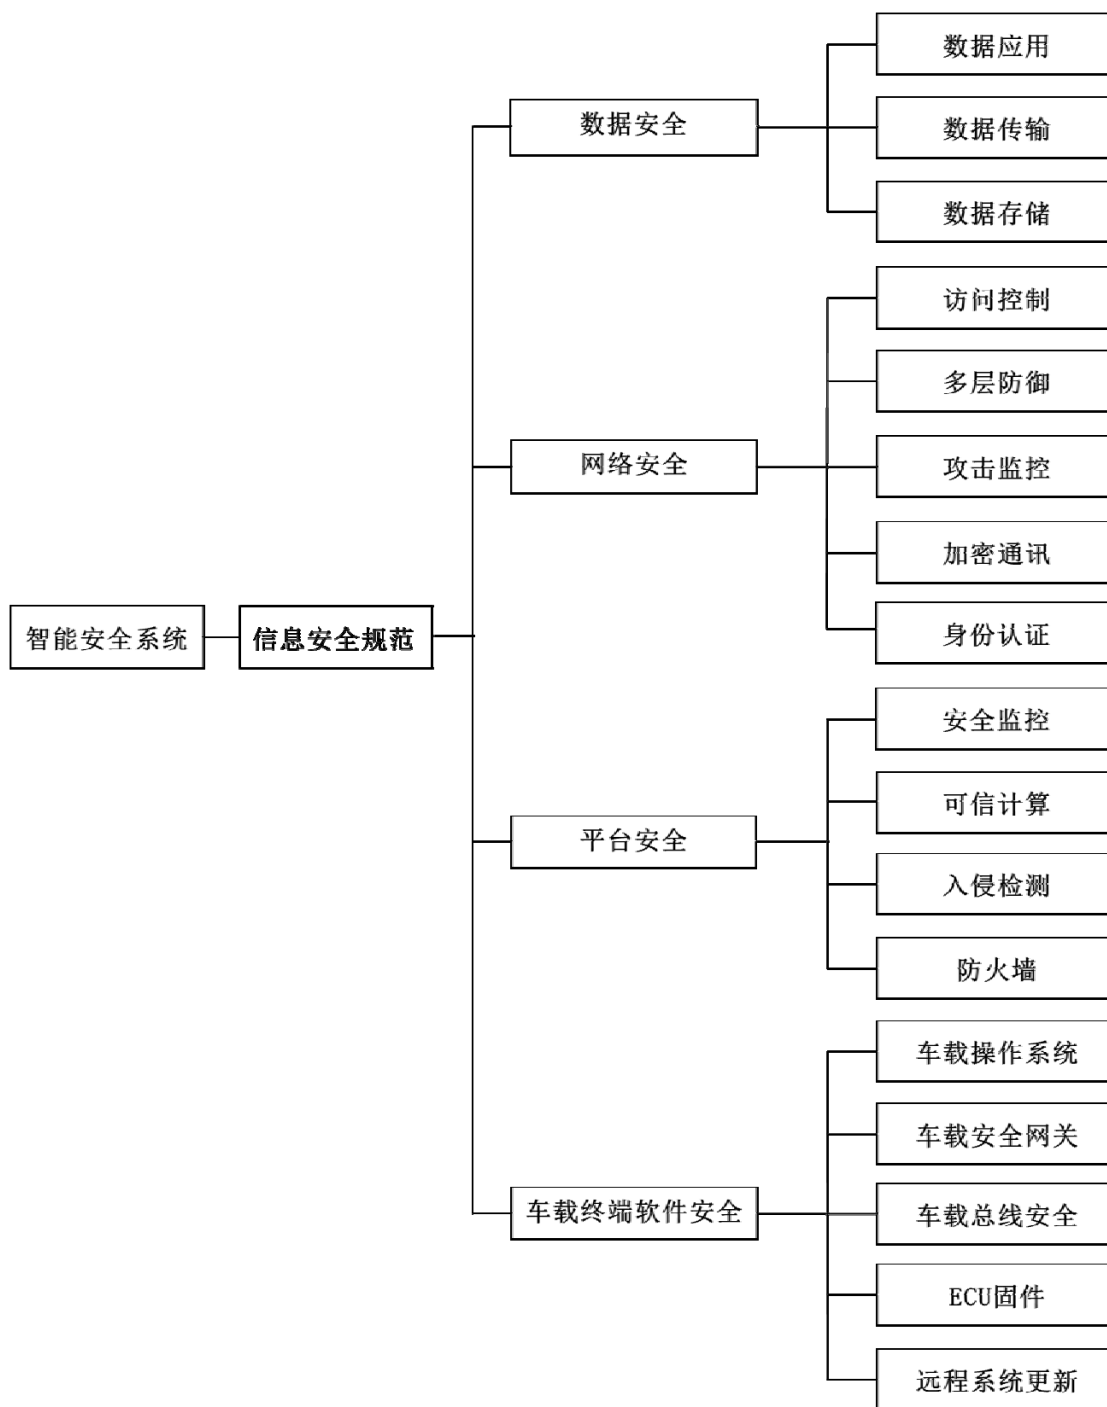 智能安全系统
信息安全规范
数据安全
数据应用
数据传输
数据存储
网络安全
访问控制
多层防御
攻击监控
加密通讯
身份认证
平台安全
安全监控
可信计算
入侵检测
防火墙
车载终端软件安全
车载操作系统
车载安全网关
车载总线安全
ECU固件
远程系统更新